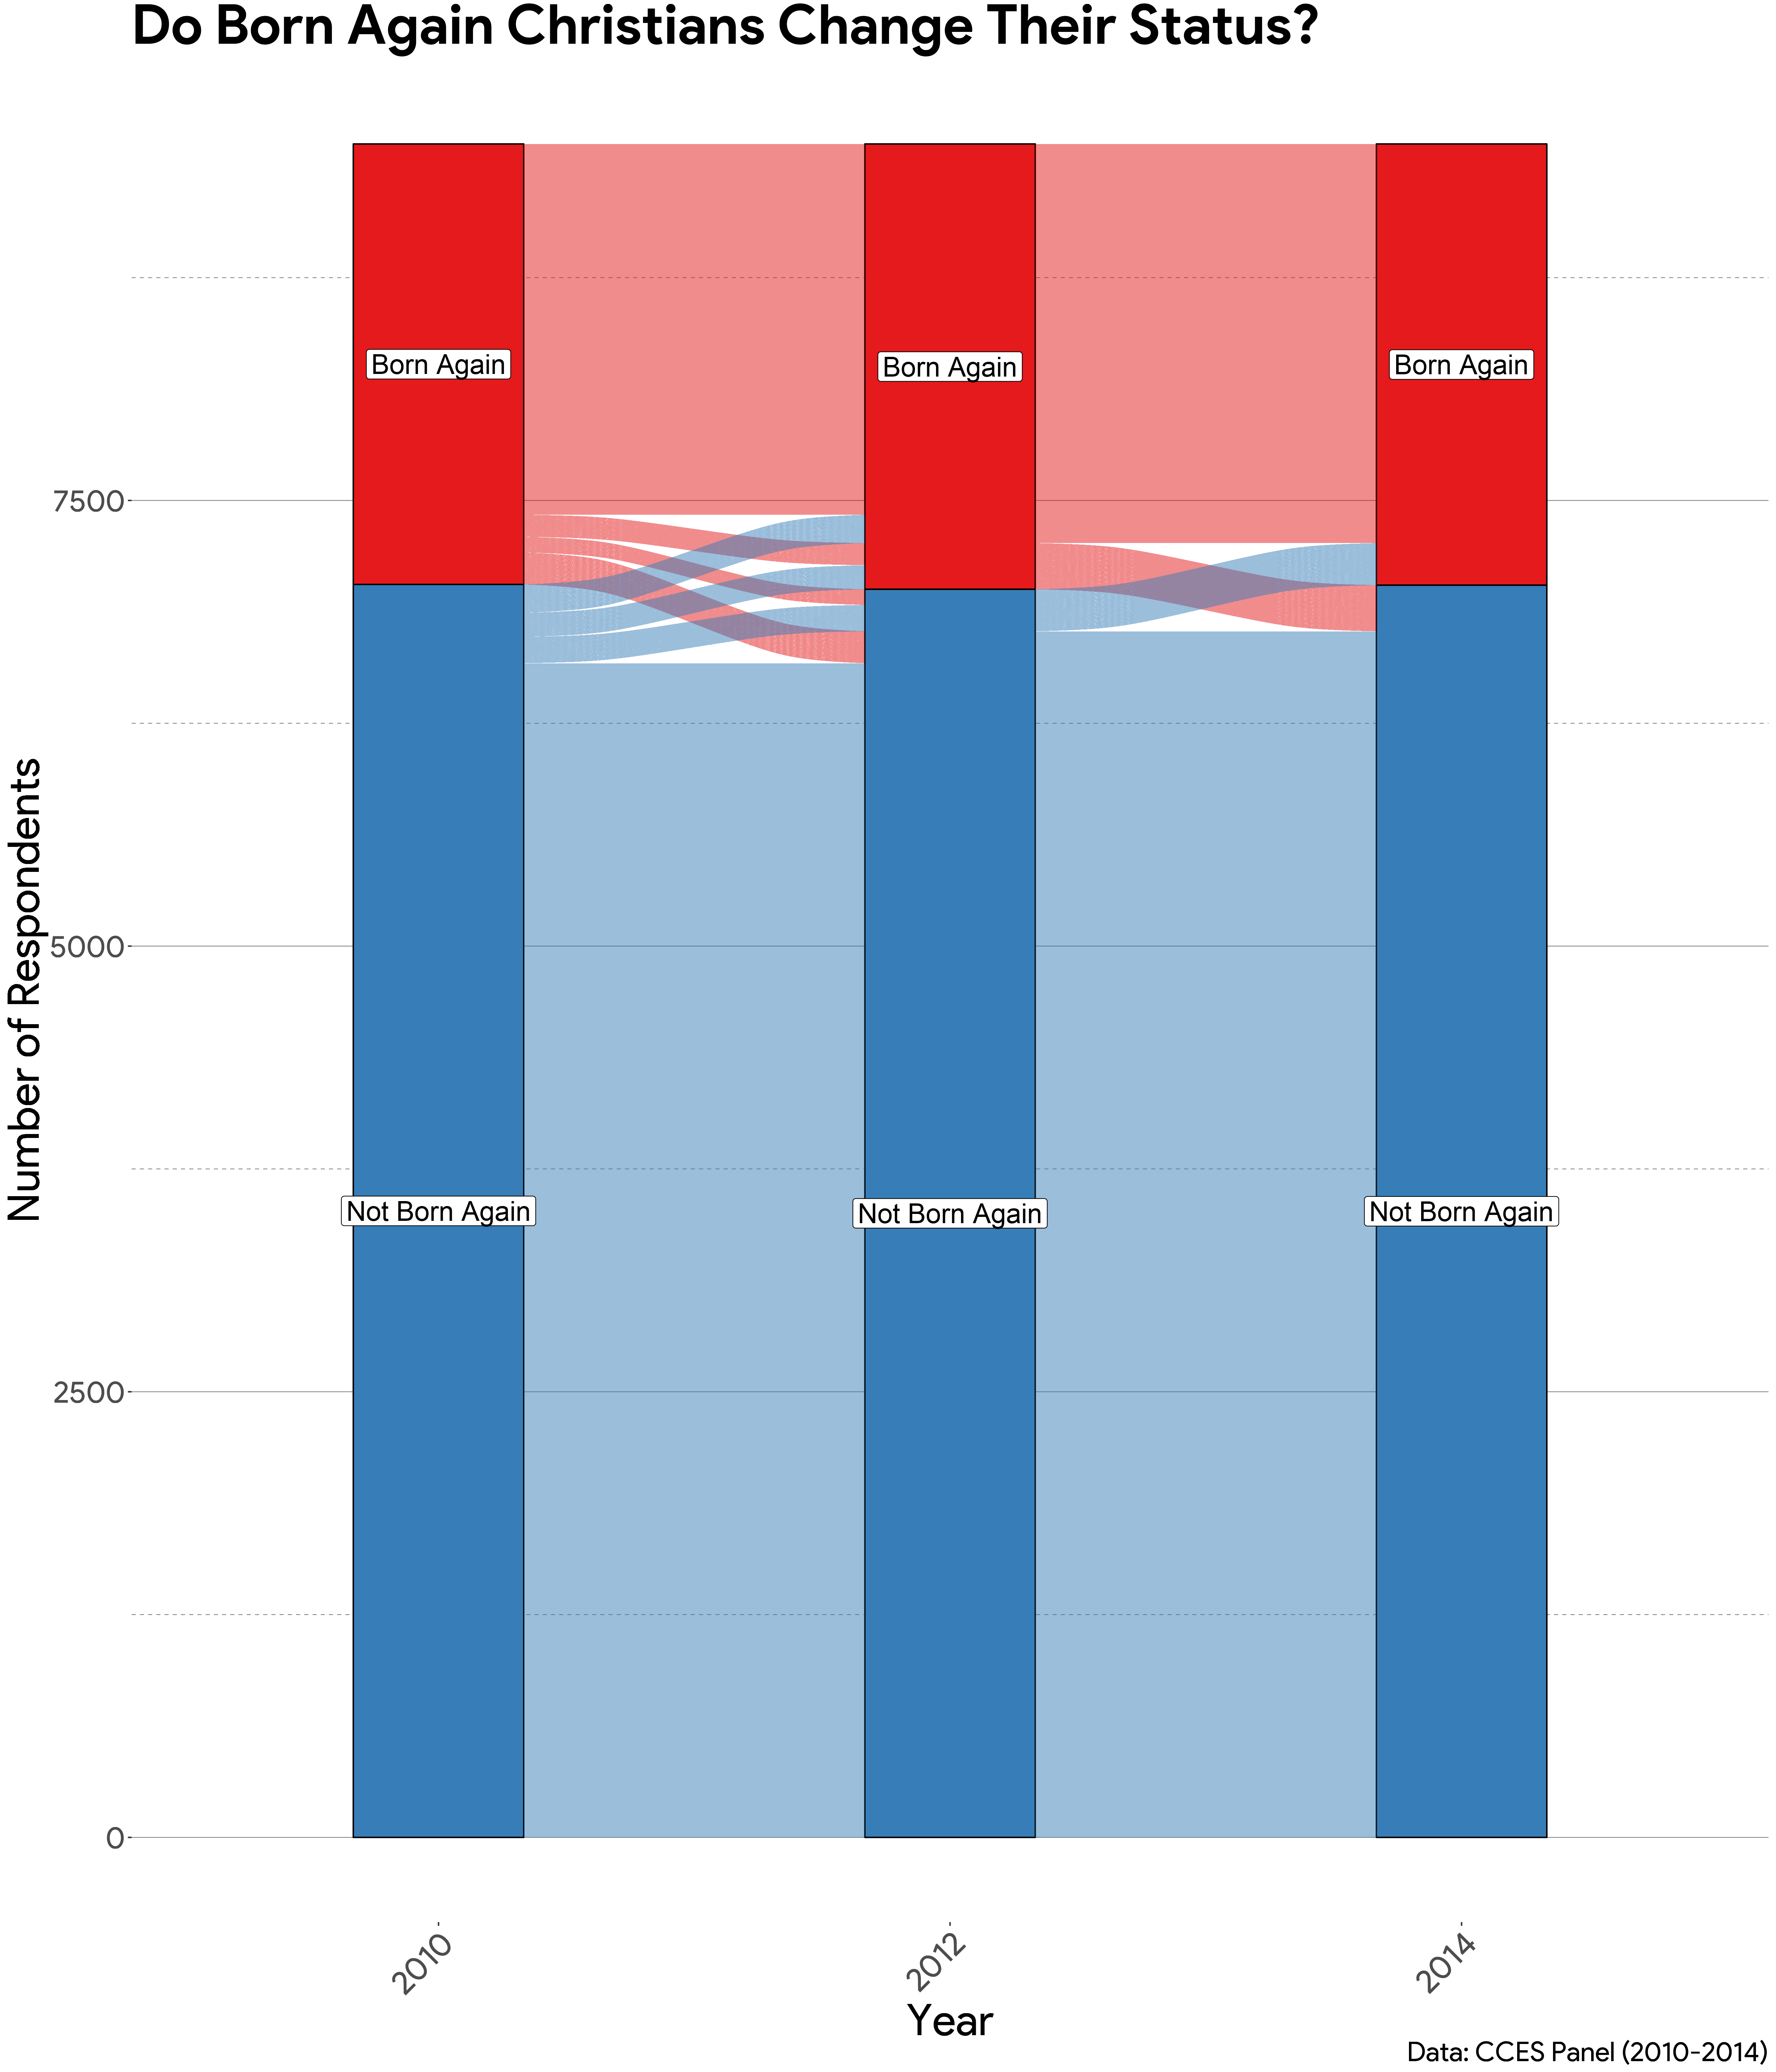 Do Born Again Christians Change Their Status?
Number of Respondents
7500
5000
2500
0
Born Again
Born Again
Born Again
Not Born Again
Not Born Again
Not Born Again
2010
2012
2014
Year
Data: CCES Panel (2010-2014)